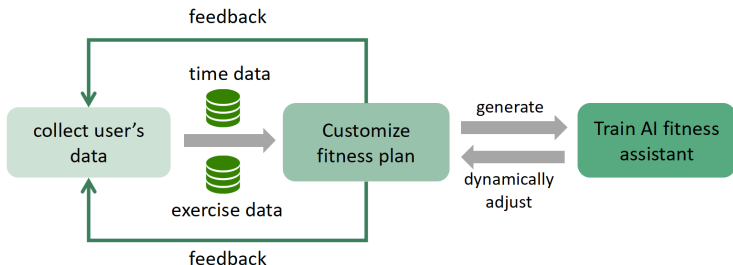 feedback
time data
collect user's
data
exercise data
Customize
fitness plan
generate
dynamically
adjust
Train AI fitness
assistant
feedback